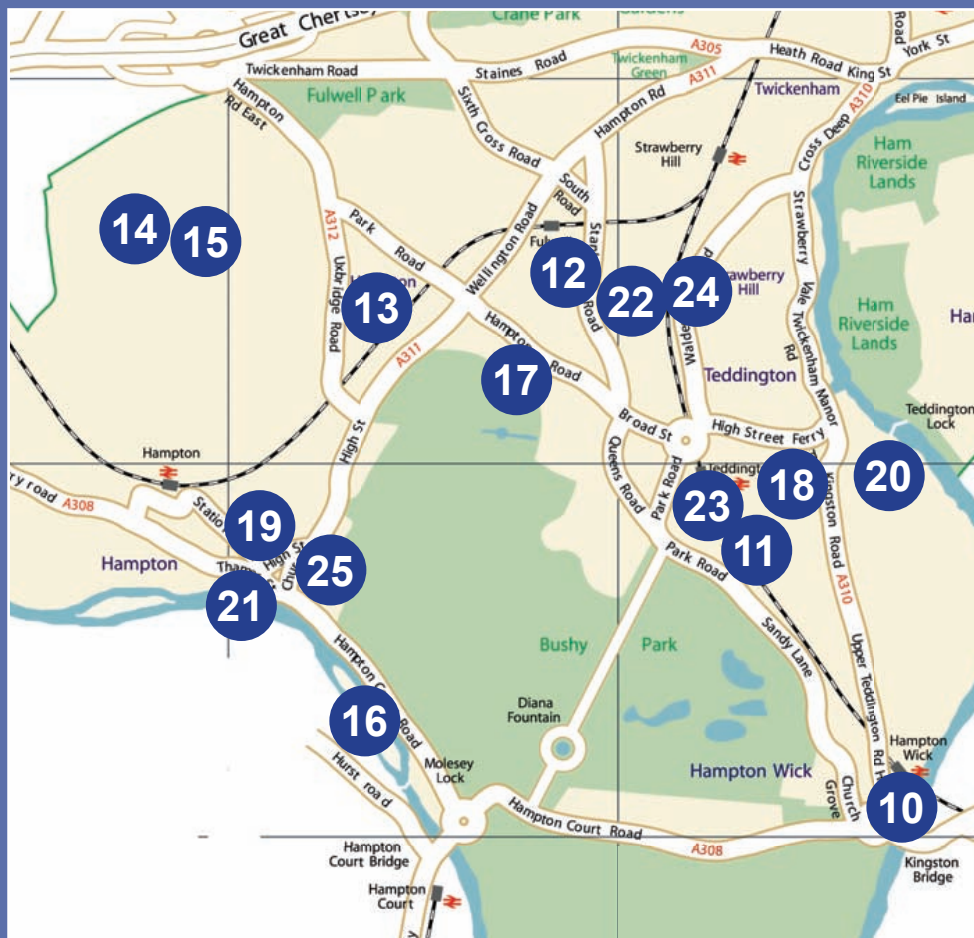 Great Chertsey
Crane Park
Gardens
Road
York St
A305
Heath Road King St
Twickenham Road
Staines Road
Twickenham
Green
A311
Twickenham
A310
Hampton
Rd East
Fulwell Park
Sixth Cross Road
Hampton Rd
Eel Pie Island
Strawberry
Hill
Cross Deep
Ham
Riverside
Lands
South
Road
Strawberry
Vale Twickenham Manor
Rd
14
15
A312
Park Road
Wellington Road
12
Road
22
24
Strawberry
Hill
Ham
Riverside
Lands
Uxbridge Road
13
A311
Hampton Road
17
Teddington
Teddington
Lock
Broad St
High Street Ferry
High St
Queens Road
Park Road
Hampton
A308
Teddington
23
18
20
Kingston Road
A310
19
High St
25
11
Hampton
21
Park Road
Sandy Lane
Upper Teddington Rd
Bushy Park
Hampton
Road
16
Diana
Fountain
Hurst road
Molesey
Lock
Hampton Wick
Hampton
Wick
Church
Grove
10
Hampton Court Road
A308
Hampton
Court Bridge
Kingston
Bridge
Hampton
Court